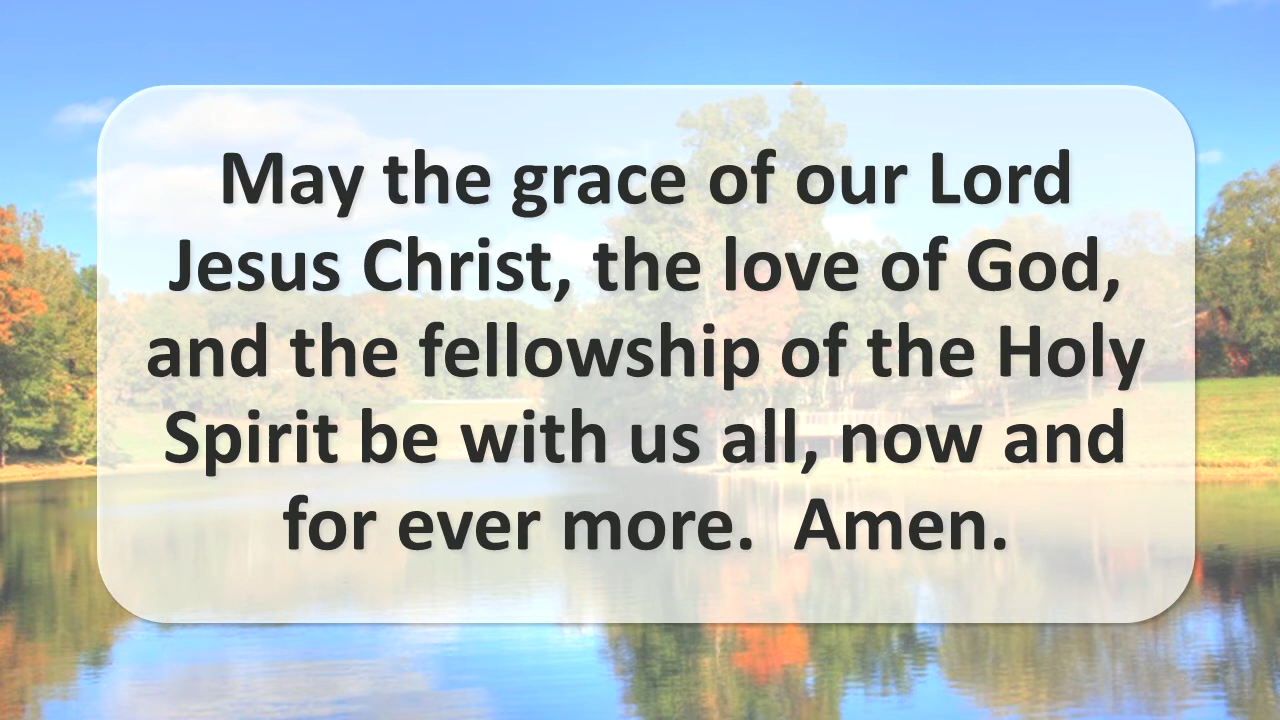 May the grace of our Lord
Jesus Christ, the love of God,
and the fellowship of the Holy
Spirit be with us all, now and
for ever more.  Amen.